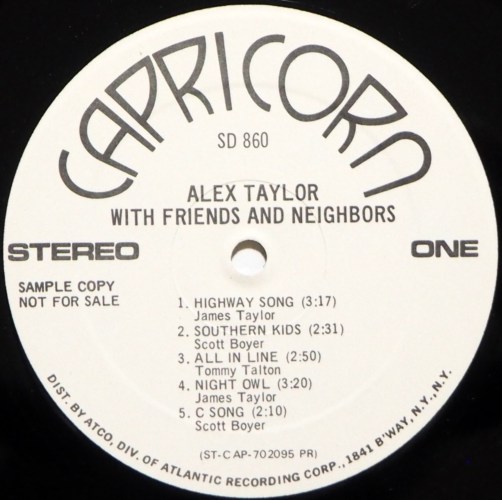 CAPRICORN
SD 860
ALEX TAYLOR
WITH FRIENDS AND NEIGHBORS
STEREO
ONE
SAMPLE COPY
NOT FOR SALE
1. HIGHWAY SONG (3:17)
James Taylor
2. SOUTHERN KIDS (2:31)
Scott Boyer
3. ALL IN LINE (2:50)
Tommy Talton
4. NIGHT OWL (3:20)
James Taylor
5. C SONG (2:10)
Scott Boyer
(ST-C AP-702095 PR)
DIST. BY ATCO, DIV. OF ATLANTIC RECORDING CORP., 1841 B'WAY, N.Y., N.Y.